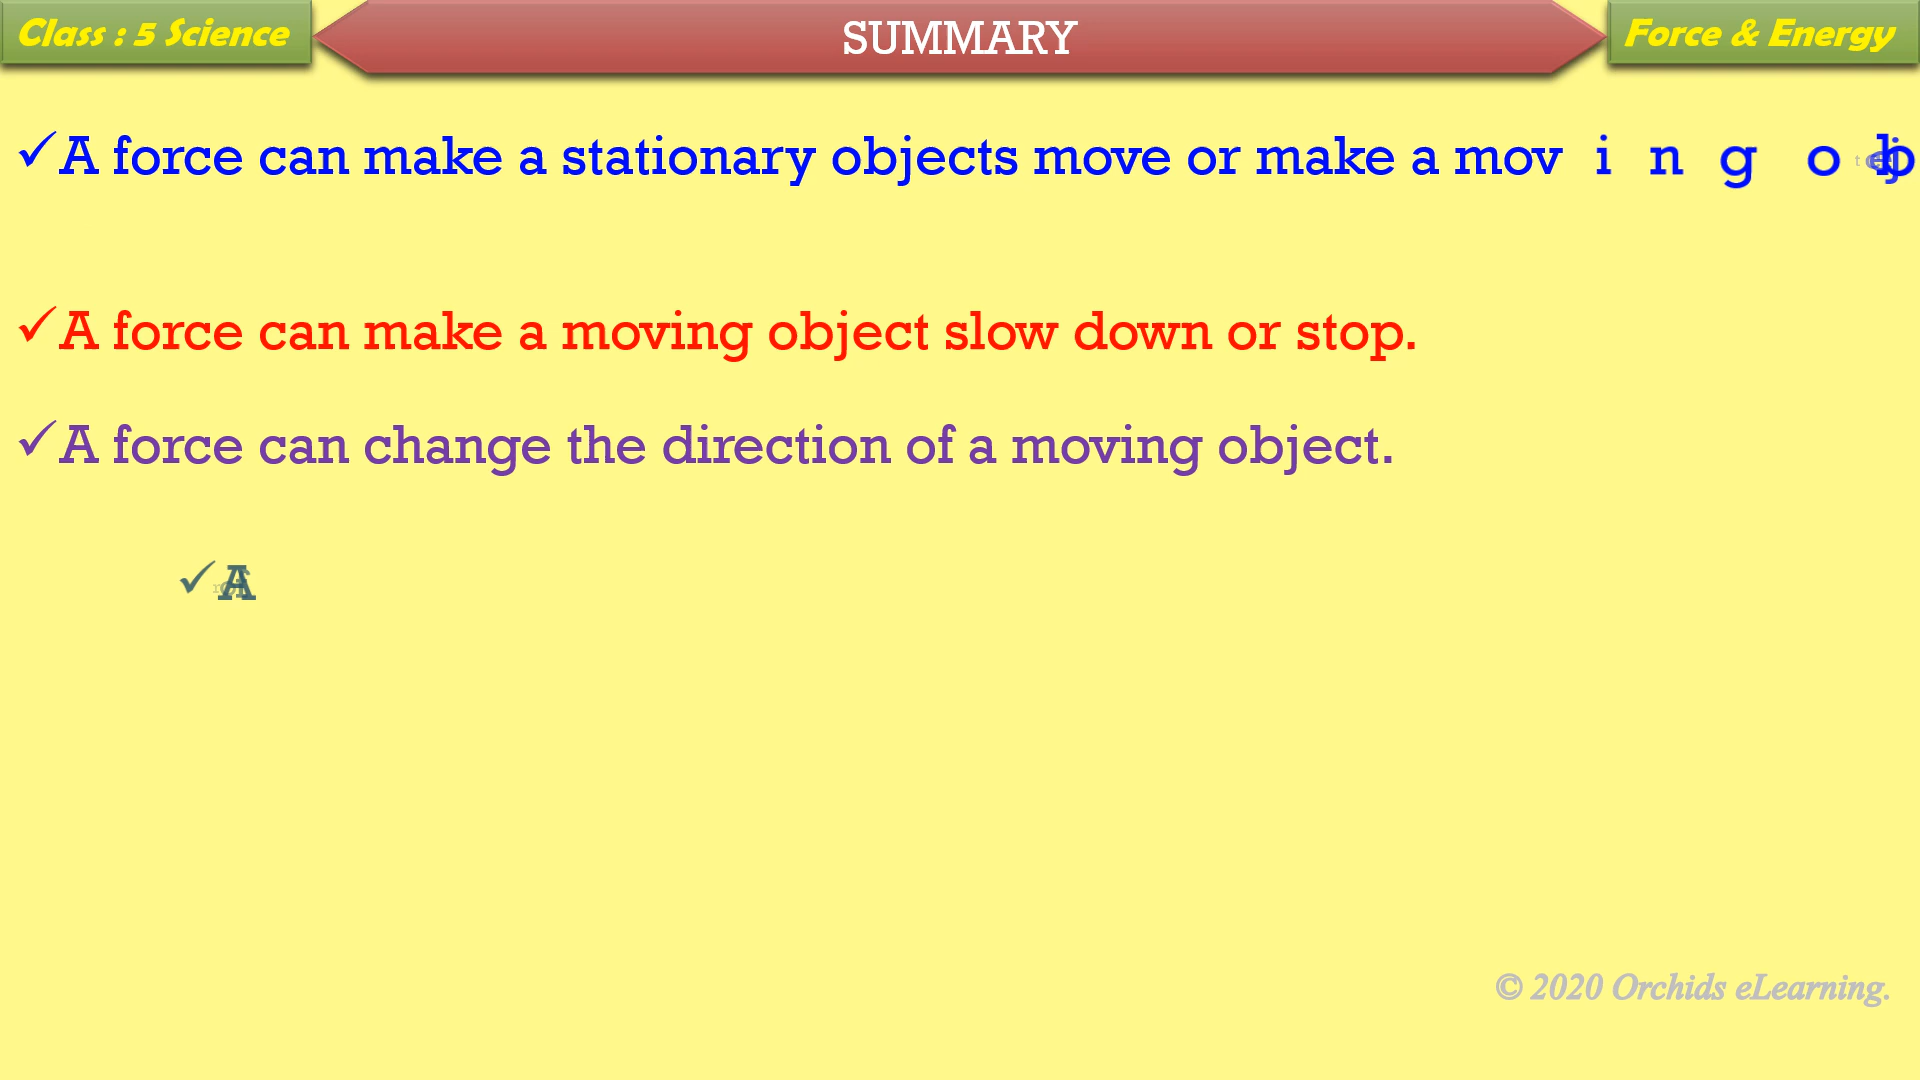 Class : 5 Science
SUMMARY
Force & Energy
✓A force can make a stationary objects move or make a moving
✓A force can make a moving object slow down or stop.
✓A force can change the direction of a moving object.
✓A
© 2020 Orchids eLearning.